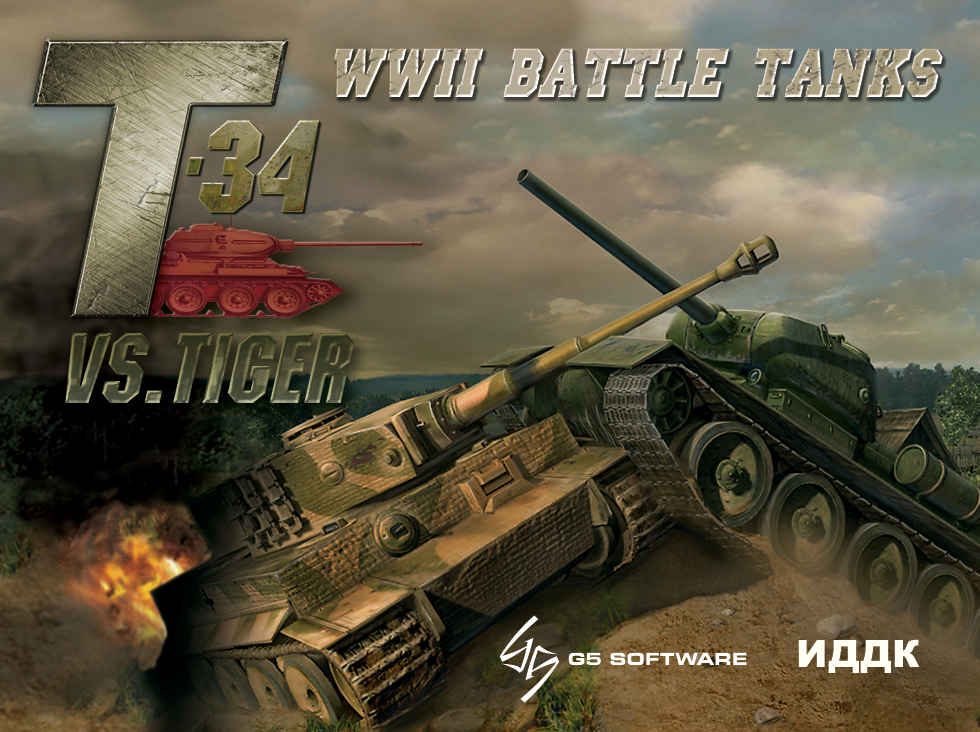 WWII BATTLE TANKS
T-34
VS. TIGER
G5 SOFTWARE
ИДДК